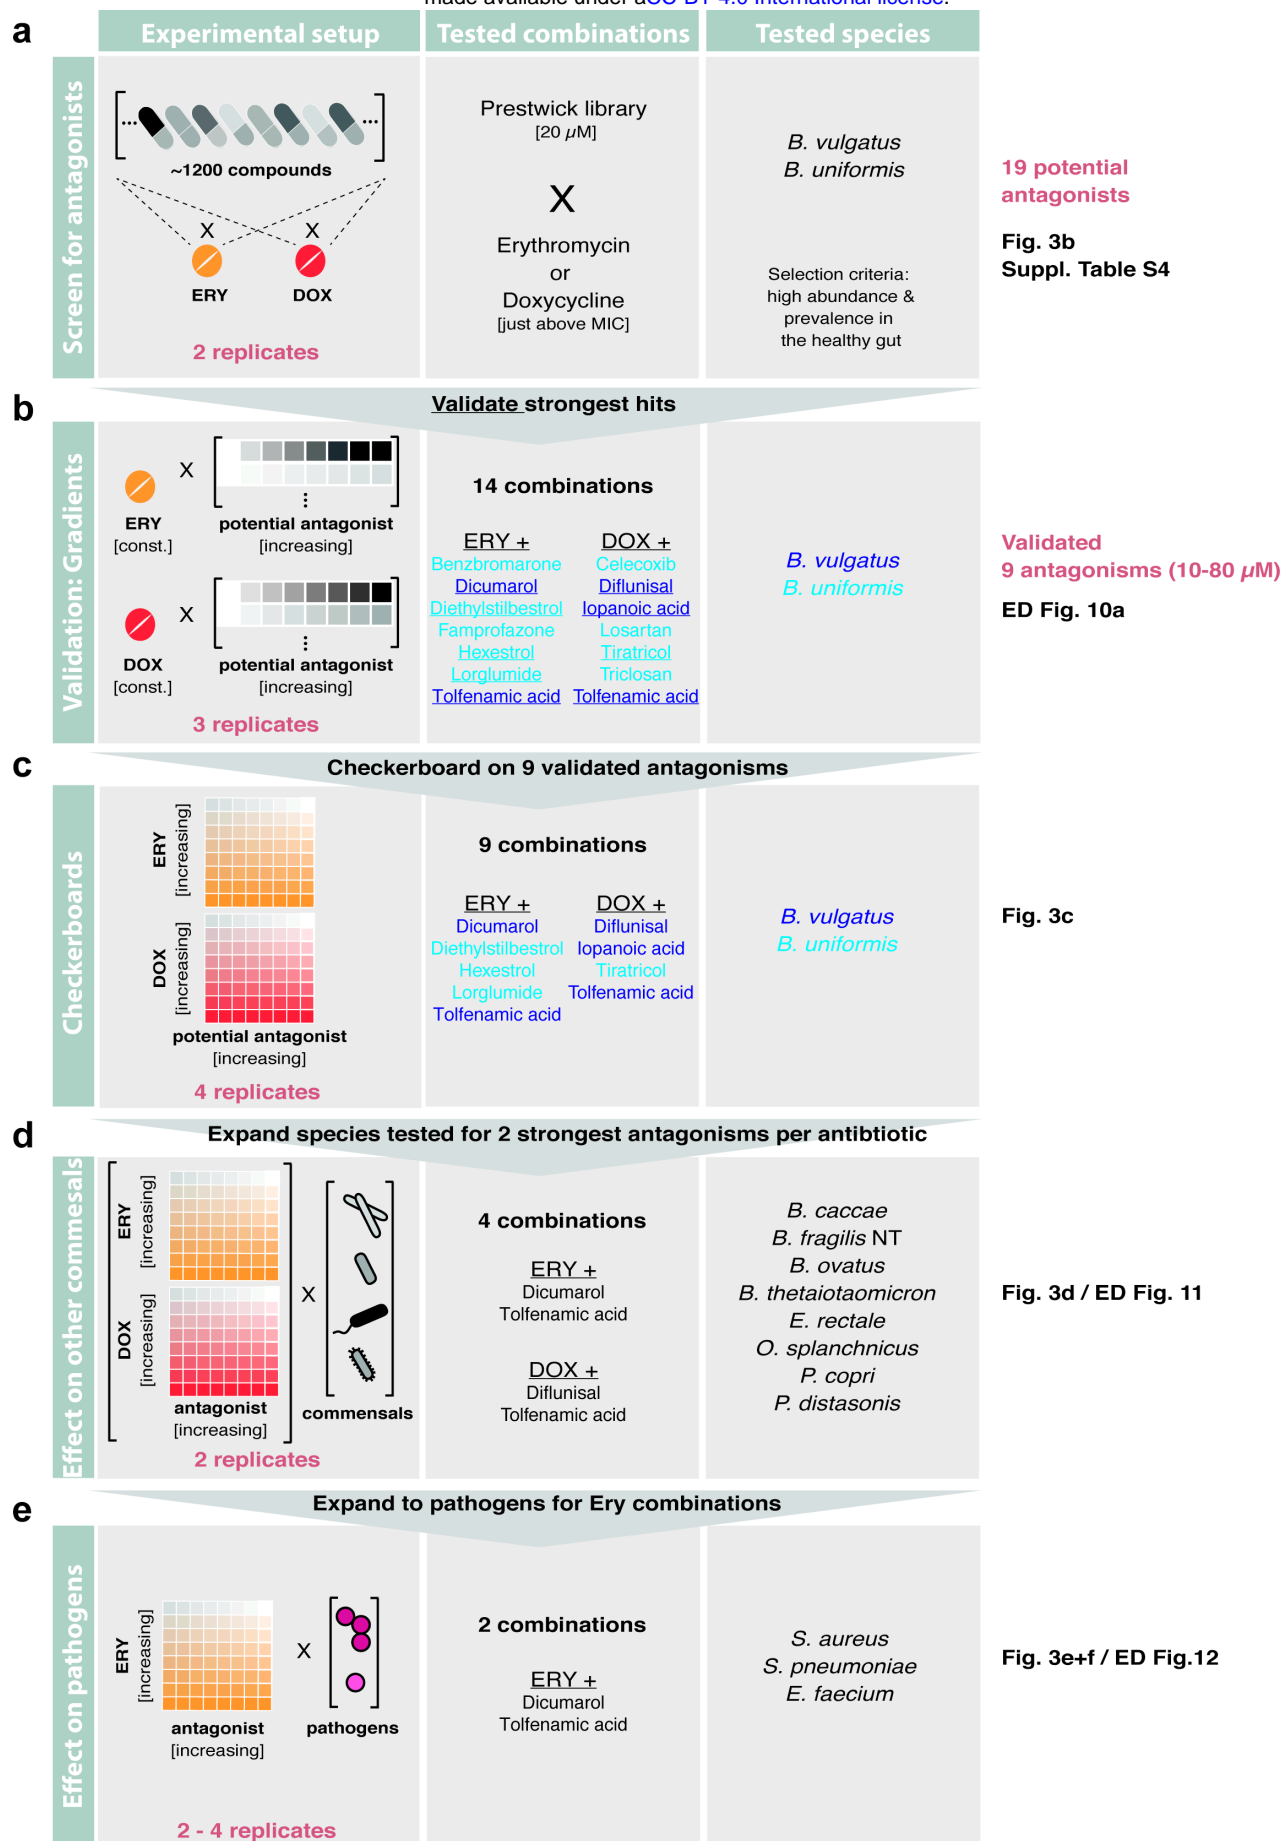 made available under aCC-BY 4.0 International license.
a
Experimental setup
Tested combinations
Tested species
Screen for antagonists
...
...
~1200 compounds
X
X
ERY
DOX
2 replicates
Prestwick library
[20 µM]
X
Erythromycin
or
Doxycycline
[just above MIC]
B. vulgatus
B. uniformis
Selection criteria:
high abundance &
prevalence in
the healthy gut
19 potential
antagonists
Fig. 3b
Suppl. Table S4
b
Validate strongest hits
Validation: Gradients
ERY
[const.]
X
potential antagonist
[increasing]
DOX
[const.]
X
potential antagonist
[increasing]
3 replicates
14 combinations
ERY +
Benzbromarone
Dicumarol
Diethylstilbestrol
Famprofazone
Hexestrol
Lorglumide
Tolfenamic acid
DOX +
Celecoxib
Diflunisal
Iopanoic acid
Losartan
Tiratricol
Triclosan
Tolfenamic acid
B. vulgatus
B. uniformis
Validated
9 antagonisms (10-80 µM)
ED Fig. 10a
c
Checkerboard on 9 validated antagonisms
Checkerboards
ERY
[increasing]
DOX
[increasing]
potential antagonist
[increasing]
4 replicates
9 combinations
ERY +
Dicumarol
Diethylstilbestrol
Hexestrol
Lorglumide
Tolfenamic acid
DOX +
Diflunisal
Iopanoic acid
Tiratricol
Tolfenamic acid
B. vulgatus
B. uniformis
Fig. 3c
d
Expand species tested for 2 strongest antagonisms per antibtiotic
Effect on other commesals
ERY
[increasing]
DOX
[increasing]
antagonist
[increasing]
X
commensals
2 replicates
4 combinations
ERY +
Dicumarol
Tolfenamic acid
DOX +
Diflunisal
Tolfenamic acid
B. caccae
B. fragilis NT
B. ovatus
B. thetaiotaomicron
E. rectale
O. splanchnicus
P. copri
P. distasonis
Fig. 3d / ED Fig. 11
e
Expand to pathogens for Ery combinations
Effect on pathogens
ERY
[increasing]
antagonist
[increasing]
X
pathogens
2 - 4 replicates
2 combinations
ERY +
Dicumarol
Tolfenamic acid
S. aureus
S. pneumoniae
E. faecium
Fig. 3e+f / ED Fig.12